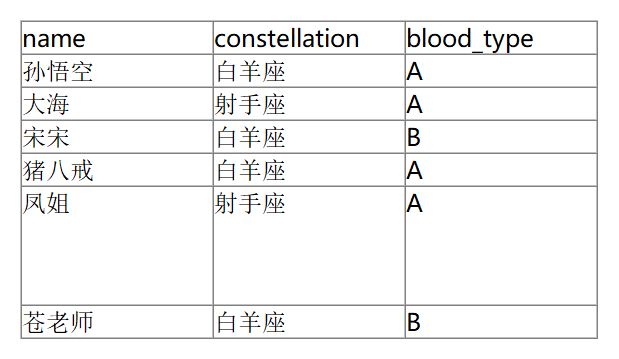 name constellation blood_type
孙悟空 白羊座 A
大海 射手座 A
宋宋 白羊座 B
猪八戒 白羊座 A
凤姐 射手座 A
苍老师 白羊座 B